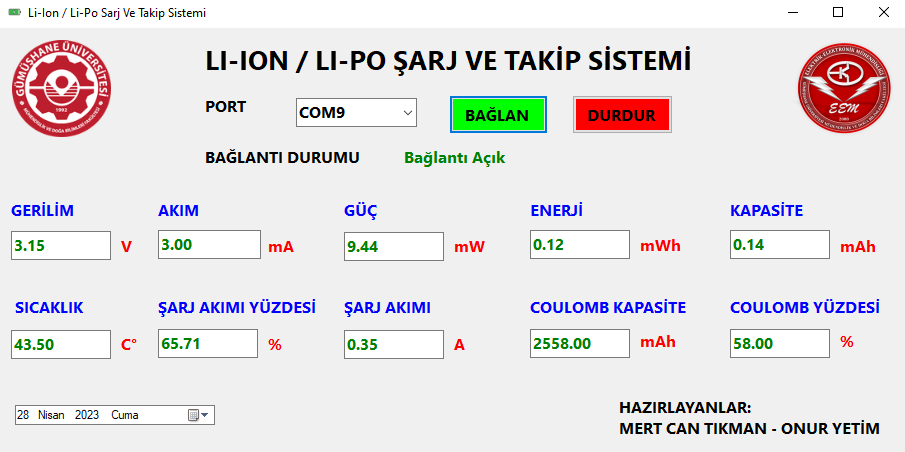 Li-Ion / Li-Po Sarj Ve Takip Sistemi
GÜMÜŞHANE ÜNİVERSİTESİ
1992
MÜHENDİSLİK VE DOĞA BİLİMLERİ FAKÜLTESİ
LI-ION / LI-PO ŞARJ VE TAKİP SİSTEMİ
ELEKTRİK ELEKTRONİK MÜHENDİSLİĞİ
EEM
PORT
COM9
BAĞLAN
DURDUR
BAĞLANTI DURUMU
Bağlantı Açık
GERİLİM
AKIM
GÜÇ
ENERJİ
KAPASİTE
3.15 V
3.00 mA
9.44 mW
0.12 mWh
0.14 mAh
SICAKLIK
ŞARJ AKIMI YÜZDESİ
ŞARJ AKIMI
COULOMB KAPASİTE
COULOMB YÜZDESİ
43.50 C°
65.71 %
0.35 A
2558.00 mAh
58.00 %
28 Nisan 2023 Cuma
HAZIRLAYANLAR:
MERT CAN TIKMAN - ONUR YETİM